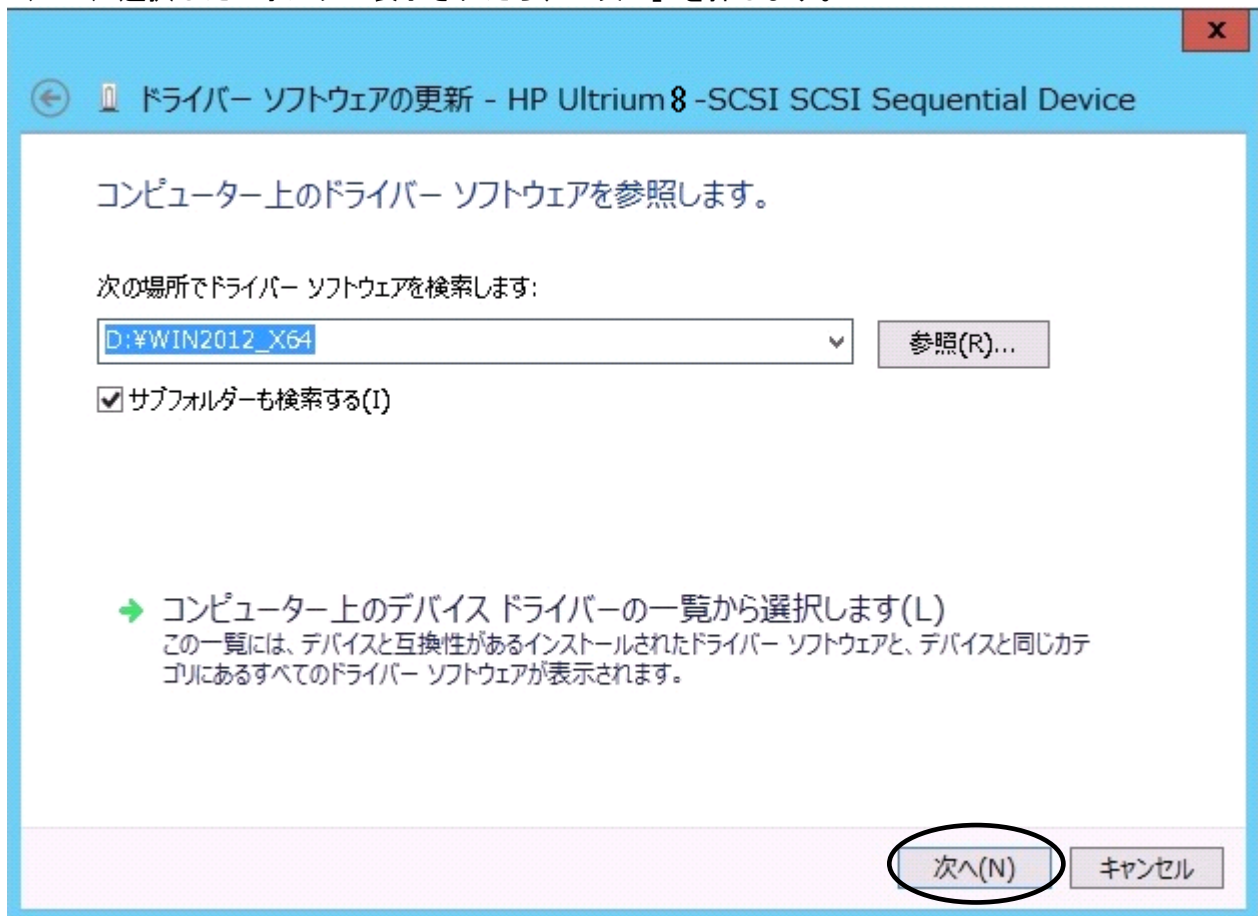 ドライバー ソフトウェアの更新 - HP Ultrium 8 -SCSI SCSI Sequential Device
コンピューター上のドライバー ソフトウェアを参照します。
次の場所でドライバー ソフトウェアを検索します:
D:¥WIN2012_X64
参照(R)...
サブフォルダーも検索する(I)
コンピューター上のデバイス ドライバーの一覧から選択します(L)
この一覧には、デバイスと互換性があるインストールされたドライバー ソフトウェアと、デバイスと同じカテ
ゴリにあるすべてのドライバー ソフトウェアが表示されます。
次へ(N)
キャンセル